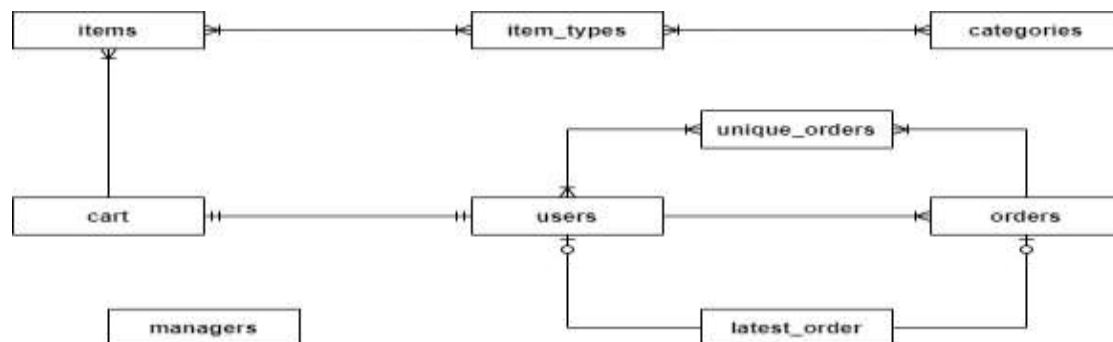 items
item_types
categories
unique_orders
cart
users
orders
managers
latest_order